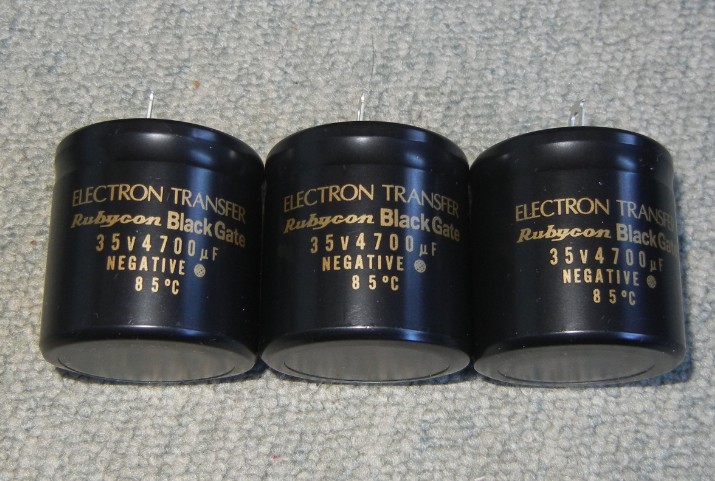 ELECTRON TRANSFER
Rubycon BlackGate
35v4700μF
NEGATIVE
85°C
ELECTRON TRANSFER
Rubycon BlackGate
35v4700μF
NEGATIVE
85°C
ELECTRON TRANSFER
Rubycon BlackGate
35v4700μF
NEGATIVE
85°C